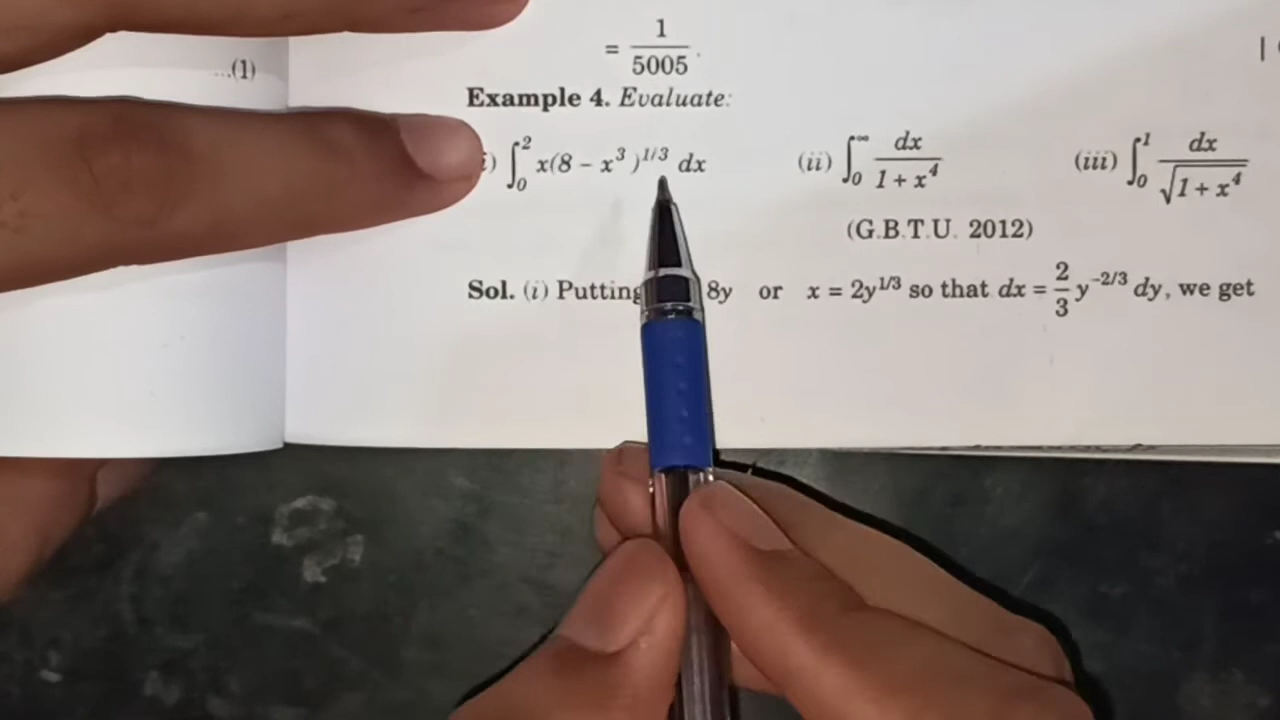 ...(1)
= 1/5005.
Example 4. Evaluate:
i) ∫₀² x(8 – x³)^{1/3} dx (ii) ∫₀^∞ dx/(1 + x⁴) (iii) ∫₀¹ dx/√(1 + x⁴)
(G.B.T.U. 2012)
Sol. (i) Putting 8y or x = 2y^{1/3} so that dx = 2/3 y^{-2/3} dy, we get